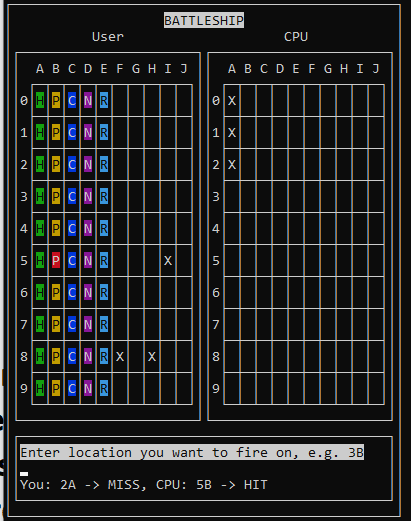 BATTLESHIP
User CPU
A B C D E F G H I J A B C D E F G H I J
0 H P C N R 0 X
1 H P C N R 1 X
2 H P C N R 2 X
3 H P C N R 3
4 H P C N R 4
5 H P C N R X 5
6 H P C N R 6
7 H P C N R 7
8 H P C N R X X 8
9 H P C N R 9
Enter location you want to fire on, e.g. 3B
You: 2A -> MISS, CPU: 5B -> HIT